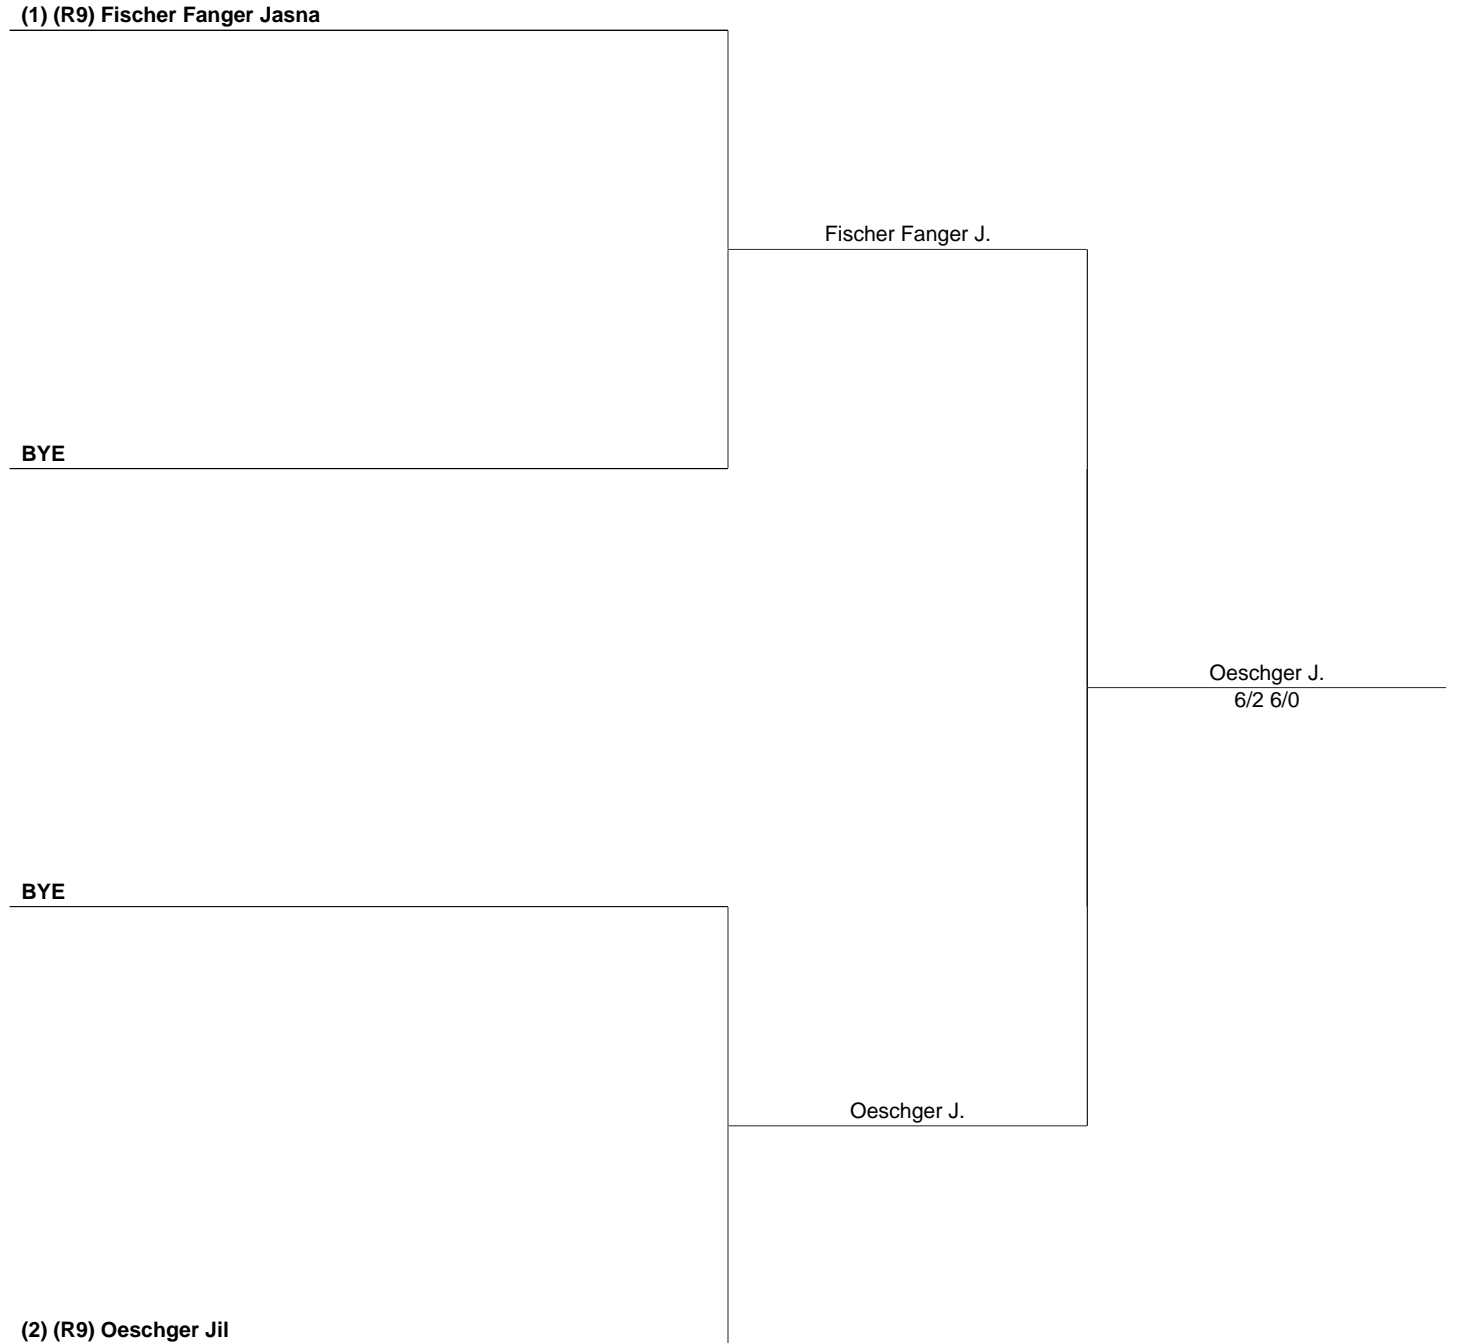 (1) (R9) Fischer Fanger Jasna
Fischer Fanger J.
BYE
Oeschger J.
6/2 6/0
BYE
Oeschger J.
(2) (R9) Oeschger Jil